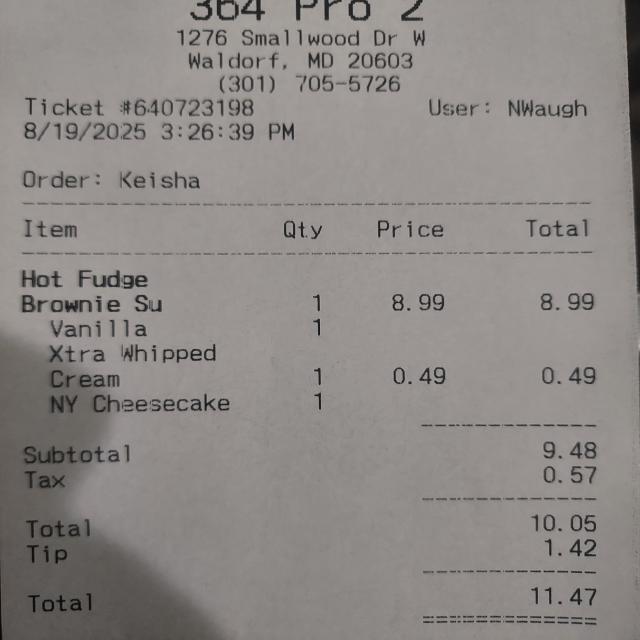 364 Pro 2
1276 Smallwood Dr W
Waldorf, MD 20603
(301) 705-5726
Ticket #640723198 User: NWaugh
8/19/2025 3:26:39 PM
Order: Keisha
Item Qty Price Total
Hot Fudge
Brownie Su 1 8.99 8.99
Vanilla 1
Xtra Whipped
Cream 1 0.49 0.49
NY Cheesecake 1
Subtotal 9.48
Tax 0.57
Total 10.05
Tip 1.42
Total 11.47